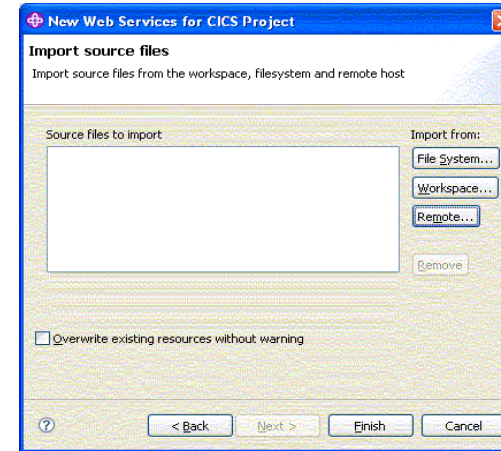 New Web Services for CICS Project
Import source files
Import source files from the workspace, filesystem and remote host
Source files to import
Import from:
File System...
Workspace...
Remote...
Remove
Overwrite existing resources without warning
?
< Back
Next >
Finish
Cancel